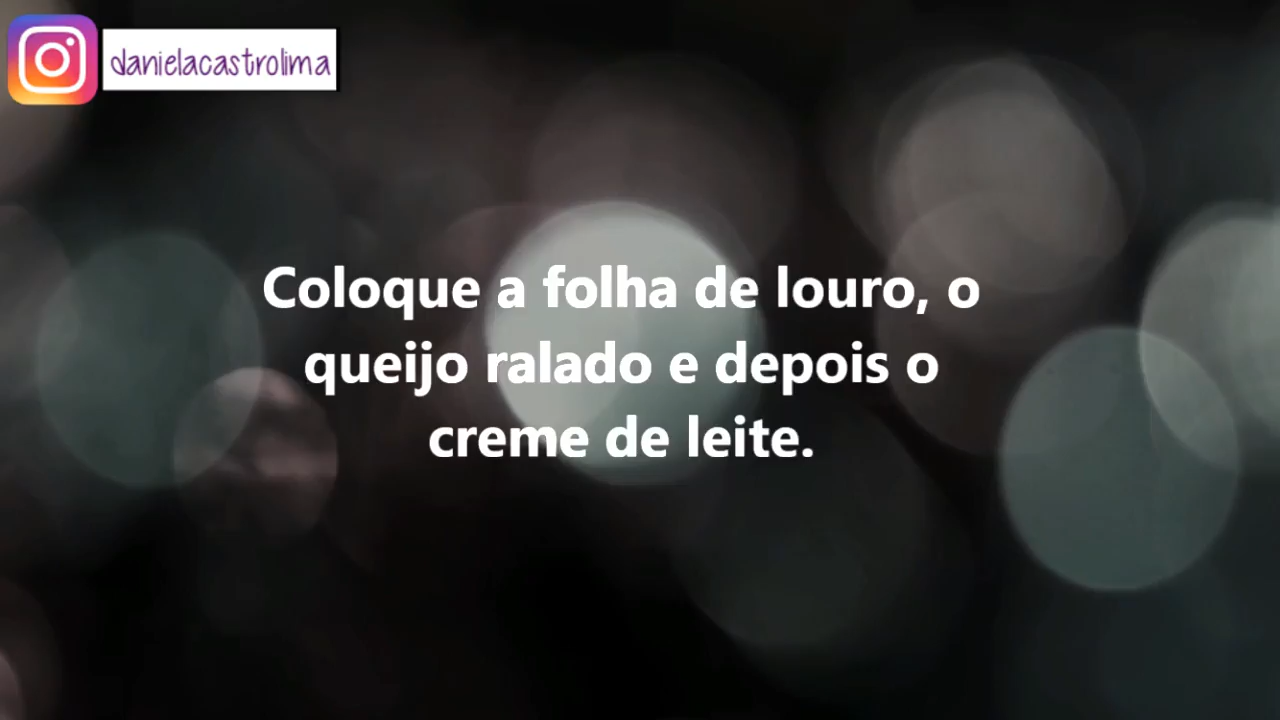 danielacastrolima
Coloque a folha de louro, o
queijo ralado e depois o
creme de leite.